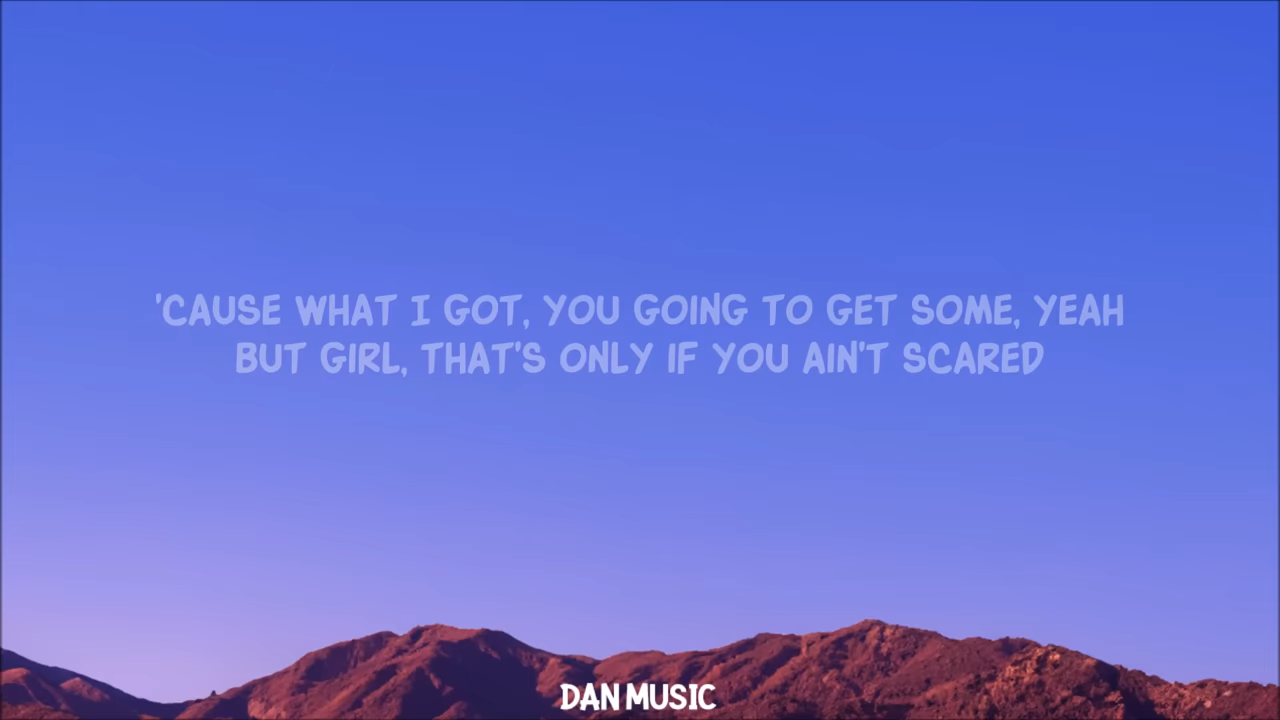 'CAUSE WHAT I GOT, YOU GOING TO GET SOME, YEAH
BUT GIRL, THAT'S ONLY IF YOU AIN'T SCARED
DAN MUSIC